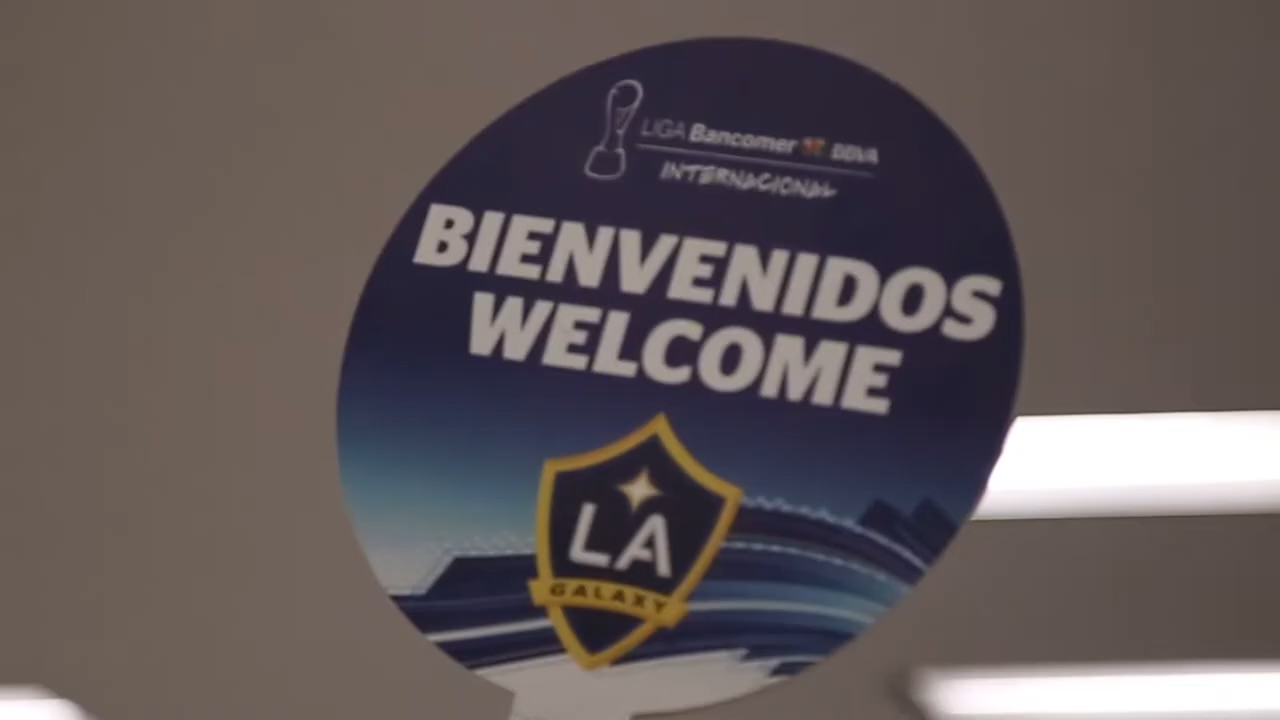 LIGA Bancomer BBVA
INTERNACIONAL
BIENVENIDOS
WELCOME
LA
GALAXY